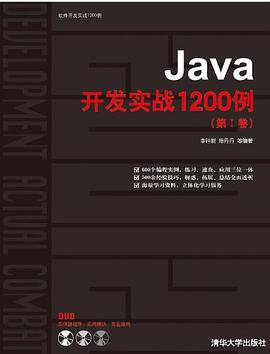 软件开发实战1200例
DEVELOPMENT ACTUAL COMBAT
Java
开发实战1200例
(第Ⅰ卷)
李钟尉 陈丹丹 等编著
600个编程实例，练习、速查、应用三位一体
500余经验技巧，疑惑、拓展、总结全面透析
海量学习资料，立体化学习服务
DVD
清华大学出版社